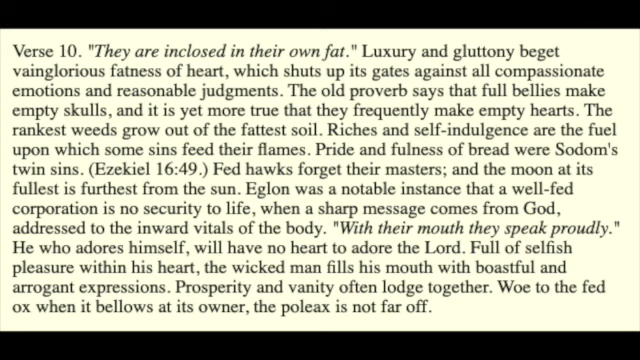 Verse 10. "They are inclosed in their own fat." Luxury and gluttony beget
vainglorious fatness of heart, which shuts up its gates against all compassionate
emotions and reasonable judgments. The old proverb says that full bellies make
empty skulls, and it is yet more true that they frequently make empty hearts. The
rankest weeds grow out of the fattest soil. Riches and self-indulgence are the fuel
upon which some sins feed their flames. Pride and fulness of bread were Sodom's
twin sins. (Ezekiel 16:49.) Fed hawks forget their masters; and the moon at its
fullest is furthest from the sun. Eglon was a notable instance that a well-fed
corporation is no security to life, when a sharp message comes from God,
addressed to the inward vitals of the body. "With their mouth they speak proudly."
He who adores himself, will have no heart to adore the Lord. Full of selfish
pleasure within his heart, the wicked man fills his mouth with boastful and
arrogant expressions. Prosperity and vanity often lodge together. Woe to the fed
ox when it bellows at its owner, the poleax is not far off.